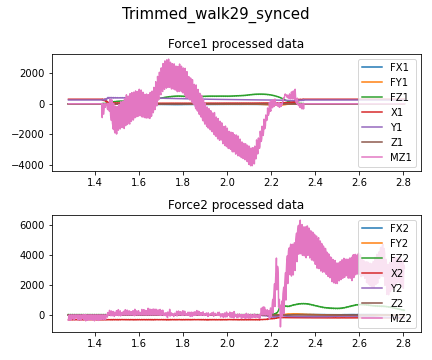 Trimmed_walk29_synced
Force1 processed data
2000
0
−2000
−4000
FX1
FY1
FZ1
X1
Y1
Z1
MZ1
1.4 1.6 1.8 2.0 2.2 2.4 2.6 2.8
Force2 processed data
6000
4000
2000
0
FX2
FY2
FZ2
X2
Y2
Z2
MZ2
1.4 1.6 1.8 2.0 2.2 2.4 2.6 2.8